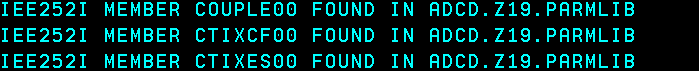 IEE252I MEMBER COUPLE00 FOUND IN ADCD.Z19.PARMLIB
IEE252I MEMBER CTIXCF00 FOUND IN ADCD.Z19.PARMLIB
IEE252I MEMBER CTIXES00 FOUND IN ADCD.Z19.PARMLIB